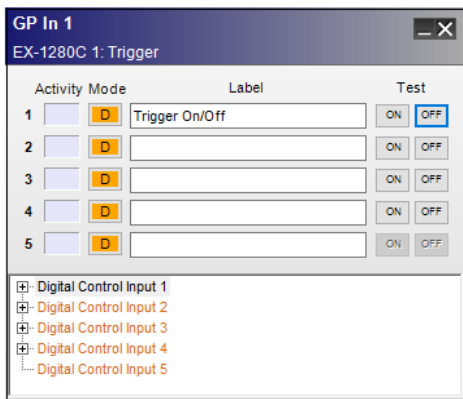 GP In 1
EX-1280C 1: Trigger
Activity Mode Label Test
1 D Trigger On/Off ON OFF
2 D ON OFF
3 D ON OFF
4 D ON OFF
5 D ON OFF
Digital Control Input 1
Digital Control Input 2
Digital Control Input 3
Digital Control Input 4
Digital Control Input 5